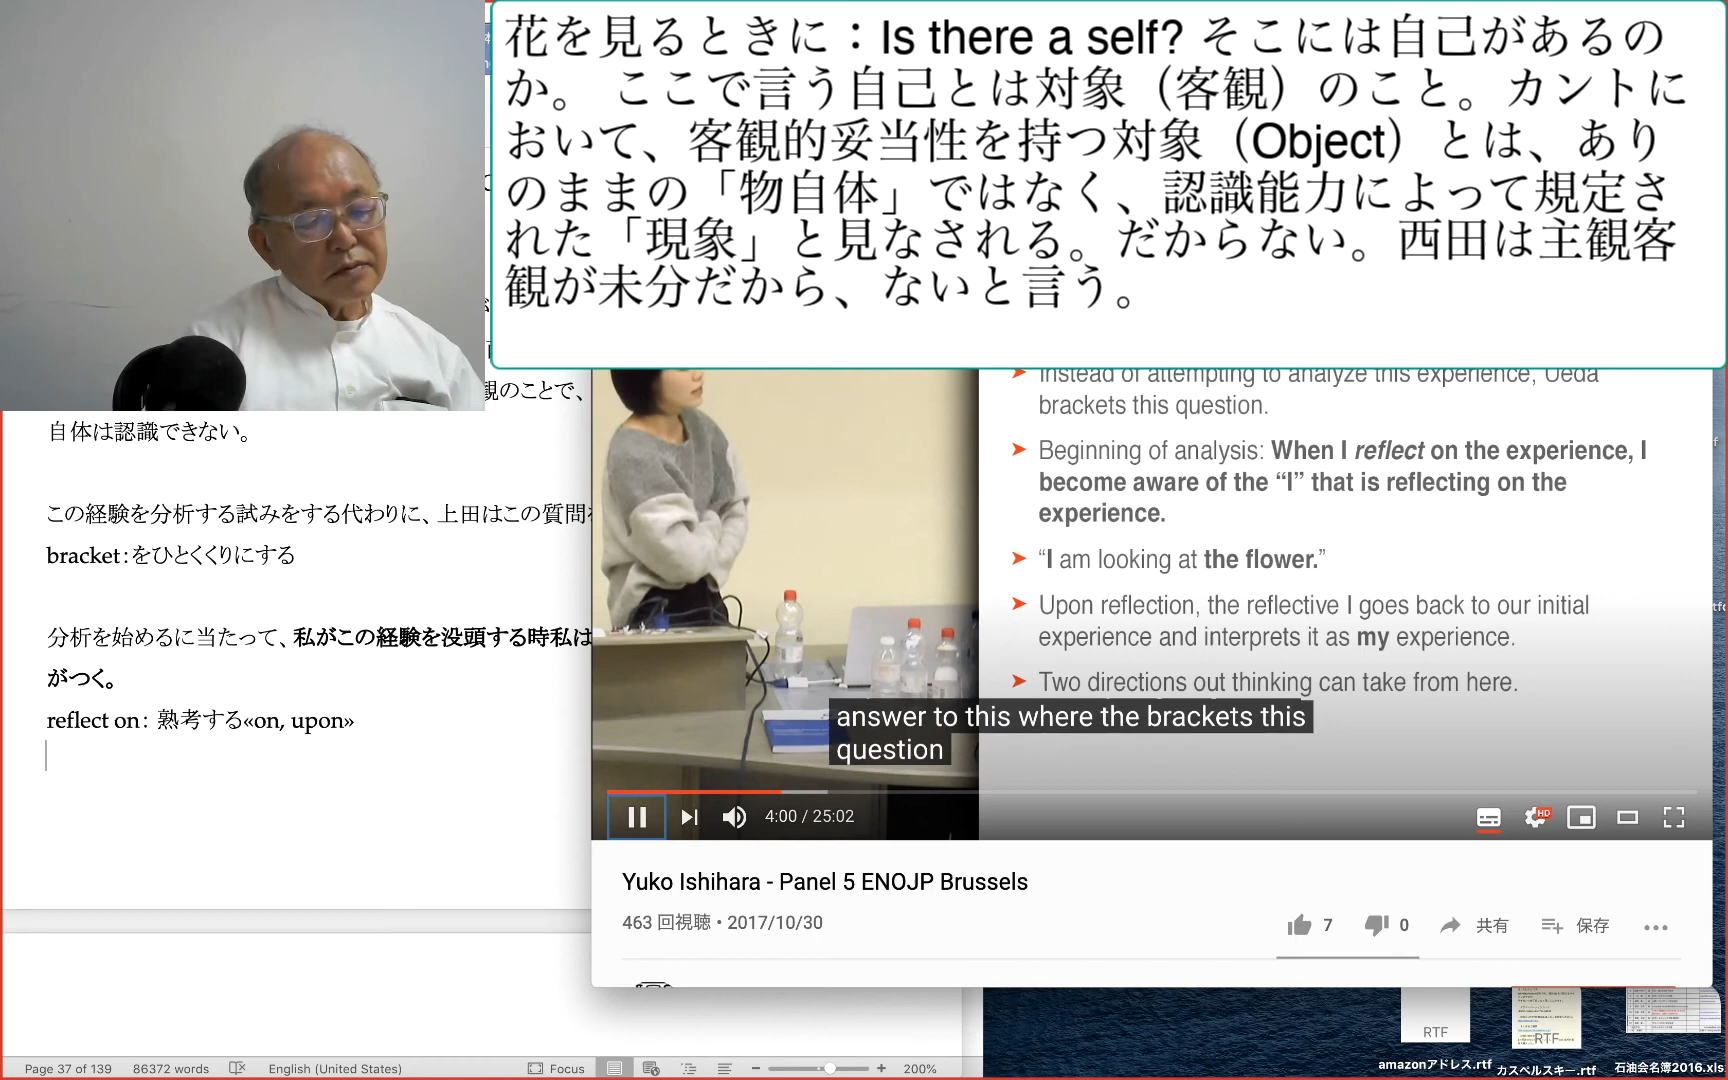 花を見るときに：Is there a self? そこには自己があるの
か。 ここで言う自己とは対象（客観）のこと。カントに
おいて、客観的妥当性を持つ対象（Object）とは、あり
のままの「物自体」ではなく、認識能力によって規定さ
れた「現象」と見なされる。だからない。西田は主観客
観が未分だから、ないと言う。
観のことで、
自体は認識できない。
この経験を分析する試みをする代わりに、上田はこの質問
bracket:をひとくくりにする
分析を始めるに当たって、私がこの経験を没頭する時私は
がつく。
reflect on: 熟考する«on, upon»
Instead of attempting to analyze this experience, Ueda
brackets this question.
Beginning of analysis: When I reflect on the experience, I
become aware of the “I” that is reflecting on the
experience.
“I am looking at the flower.”
Upon reflection, the reflective I goes back to our initial
experience and interprets it as my experience.
Two directions out thinking can take from here.
answer to this where the brackets this
question
4:00 / 25:02
HD
Yuko Ishihara - Panel 5 ENOJP Brussels
463 回視聴・2017/10/30
7
0
共有
保存
RTF
RTF
amazonアドレス.rtf
カスペルスキー.rtf
石油会名簿2016.xls
Page 37 of 139
86372 words
English (United States)
Focus
200%